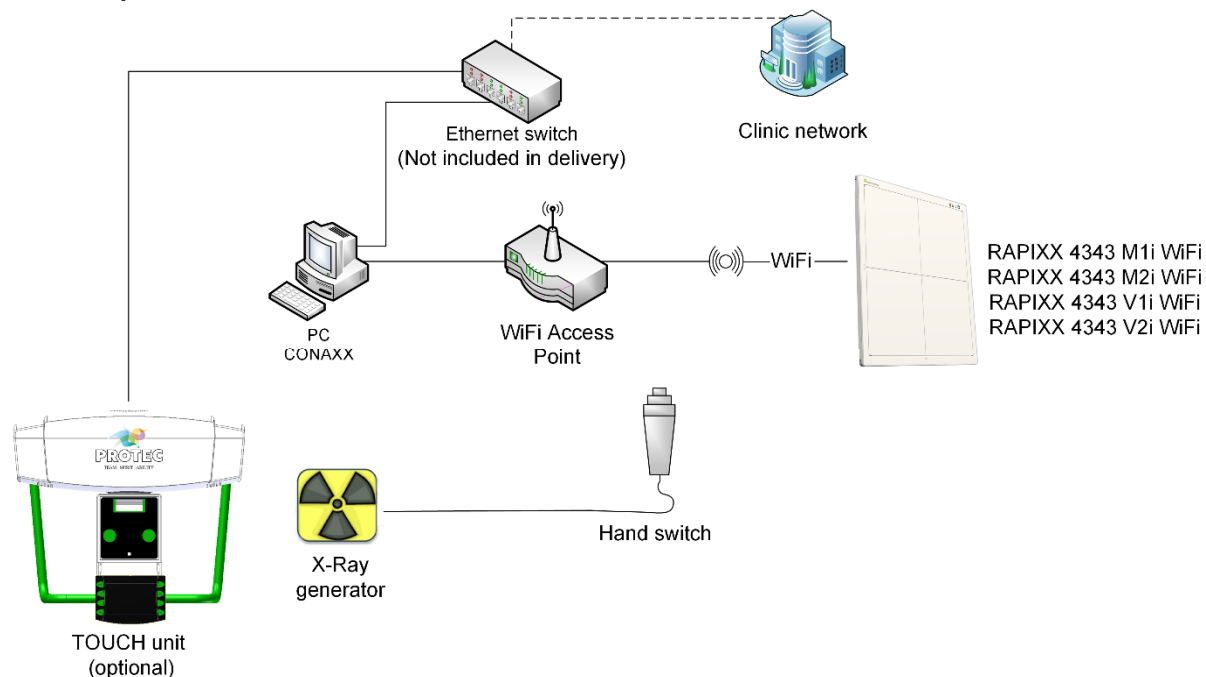 Ethernet switch
(Not included in delivery)
Clinic network
WiFi
RAPIXX 4343 M1i WiFi
RAPIXX 4343 M2i WiFi
RAPIXX 4343 V1i WiFi
RAPIXX 4343 V2i WiFi
PC
CONAXX
WiFi Access
Point
PROTEC
Hand switch
X-Ray
generator
TOUCH unit
(optional)